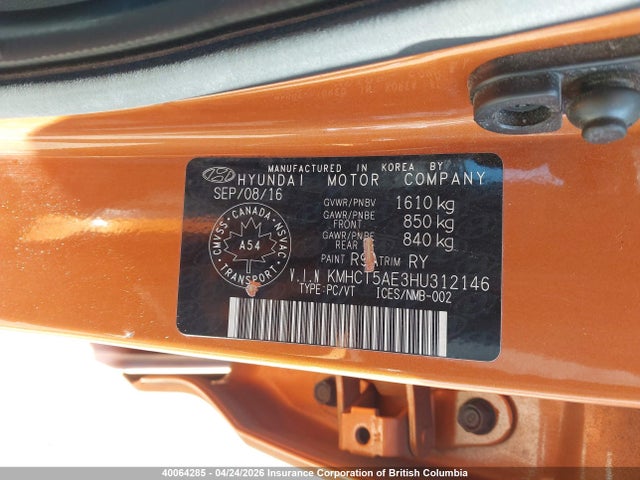 MANUFACTURED IN KOREA BY
HYUNDAI MOTOR COMPANY
SEP/08/16
GVWR/PNBV 1610 kg
GAWR/PNBE FRONT 850 kg
GAWR/PNBE REAR 840 kg
PAINT TRIM RY
V.I.N KMHCT5AE3HU312146
TYPE:PC/VT ICES/NMB-002
CMVSS · CANADA · NSVAC
A54
TRANSPORT
40064285 - 04/24/2026 Insurance Corporation of British Columbia